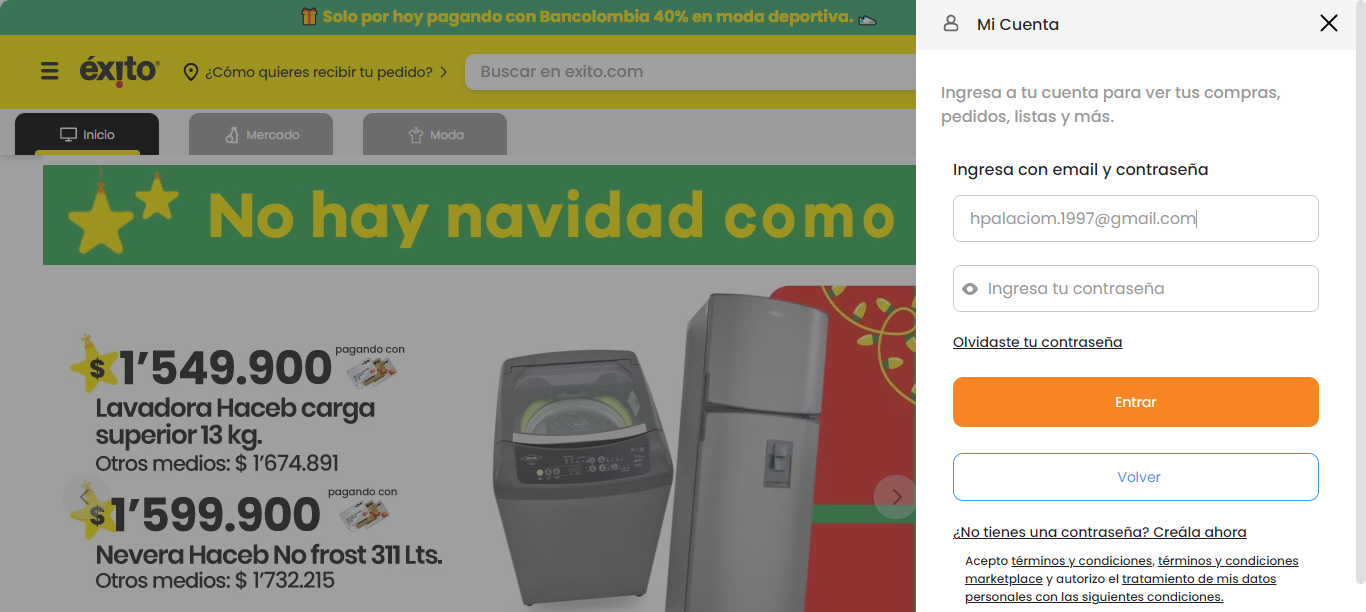 Solo por hoy pagando con Bancolombia 40% en moda deportiva.
éxito
¿Cómo quieres recibir tu pedido?
Buscar en exito.com
Inicio
Mercado
Moda
No hay navidad como
$1’549.900
pagando con
Lavadora Haceb carga
superior 13 kg.
Otros medios: $ 1’674.891
$1’599.900
pagando con
Nevera Haceb No frost 311 Lts.
Otros medios: $ 1’732.215
Mi Cuenta
Ingresa a tu cuenta para ver tus compras,
pedidos, listas y más.
Ingresa con email y contraseña
hpalaciom.1997@gmail.com
Ingresa tu contraseña
Olvidaste tu contraseña
Entrar
Volver
¿No tienes una contraseña? Creála ahora
Acepto términos y condiciones, términos y condiciones
marketplace y autorizo el tratamiento de mis datos
personales con las siguientes condiciones.